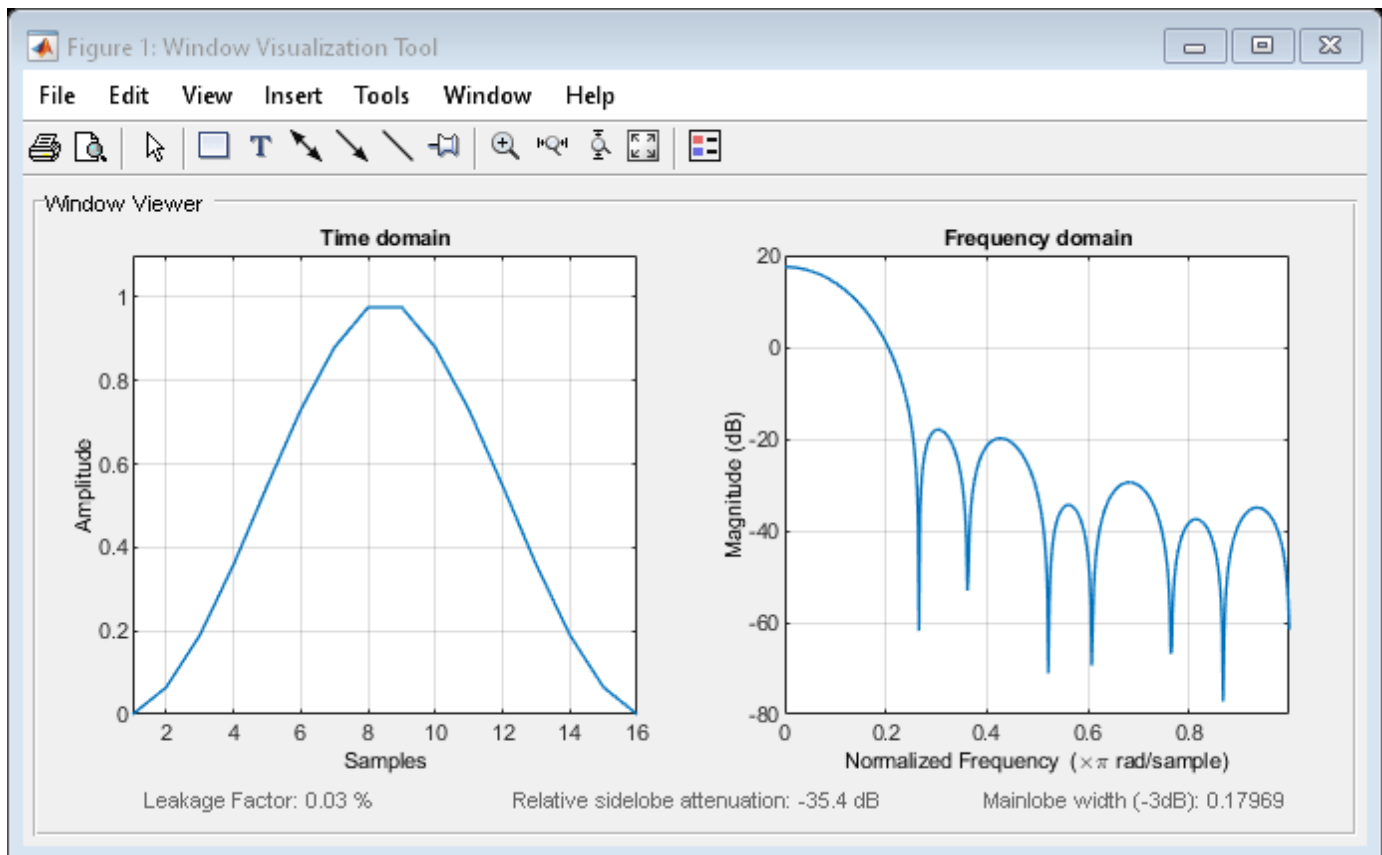 Figure 1: Window Visualization Tool
File Edit View Insert Tools Window Help
T
Window Viewer
Time domain
1
0.8
0.6
0.4
0.2
0
2 4 6 8 10 12 14 16
Amplitude
Samples
Frequency domain
20
0
-20
-40
-60
-80
0 0.2 0.4 0.6 0.8
Magnitude (dB)
Normalized Frequency (×π rad/sample)
Leakage Factor: 0.03 % Relative sidelobe attenuation: -35.4 dB Mainlobe width (-3dB): 0.17969